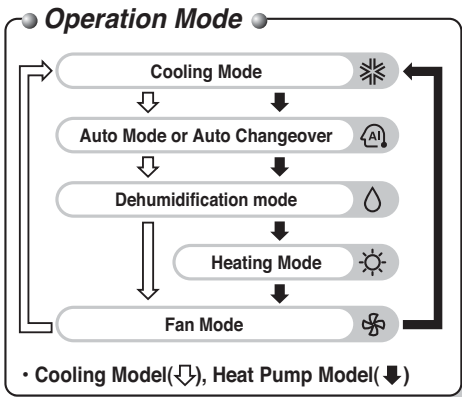 Operation Mode
Cooling Mode
Auto Mode or Auto Changeover
AI
Dehumidification mode
Heating Mode
Fan Mode
• Cooling Model(⇩), Heat Pump Model(⬇)